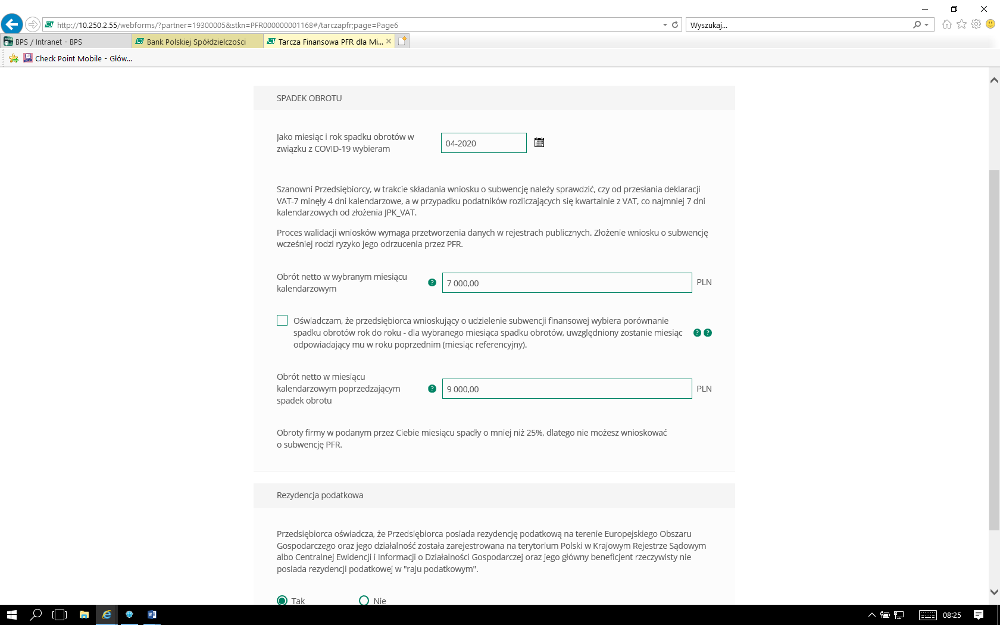 http://10.250.2.55/webforms/?partner=19300005&stkn=PFR000000001168#/tarczapfr;page=Page6
Wyszukaj...
BPS / Intranet - BPS
Bank Polskiej Spółdzielczości
Tarcza Finansowa PFR dla Mi...
Check Point Mobile - Głów...
SPADEK OBROTU
Jako miesiąc i rok spadku obrotów w
związku z COVID-19 wybieram
04-2020
Szanowni Przedsiębiorcy, w trakcie składania wniosku o subwencję należy sprawdzić, czy od przesłania deklaracji
VAT-7 minęły 4 dni kalendarzowe, a w przypadku podatników rozliczających się kwartalnie z VAT, co najmniej 7 dni
kalendarzowych od złożenia JPK_VAT.
Proces walidacji wniosków wymaga przetworzenia danych w rejestrach publicznych. Złożenie wniosku o subwencję
wcześniej rodzi ryzyko jego odrzucenia przez PFR.
Obrót netto w wybranym miesiącu
kalendarzowym
?
7 000,00
PLN
Oświadczam, że przedsiębiorca wnioskujący o udzielenie subwencji finansowej wybiera porównanie
spadku obrotów rok do roku - dla wybranego miesiąca spadku obrotów, uwzględniony zostanie miesiąc
odpowiadający mu w roku poprzednim (miesiąc referencyjny).
? ?
Obrót netto w miesiącu
kalendarzowym poprzedzającym
spadek obrotu
?
9 000,00
PLN
Obroty firmy w podanym przez Ciebie miesiącu spadły o mniej niż 25%, dlatego nie możesz wnioskować
o subwencję PFR.
Rezydencja podatkowa
Przedsiębiorca oświadcza, że Przedsiębiorca posiada rezydencję podatkową na terenie Europejskiego Obszaru
Gospodarczego oraz jego działalność została zarejestrowana na terytorium Polski w Krajowym Rejestrze Sądowym
albo Centralnej Ewidencji i Informacji o Działalności Gospodarczej oraz jego główny beneficjent rzeczywisty nie
posiada rezydencji podatkowej w "raju podatkowym".
Tak
Nie
08:25